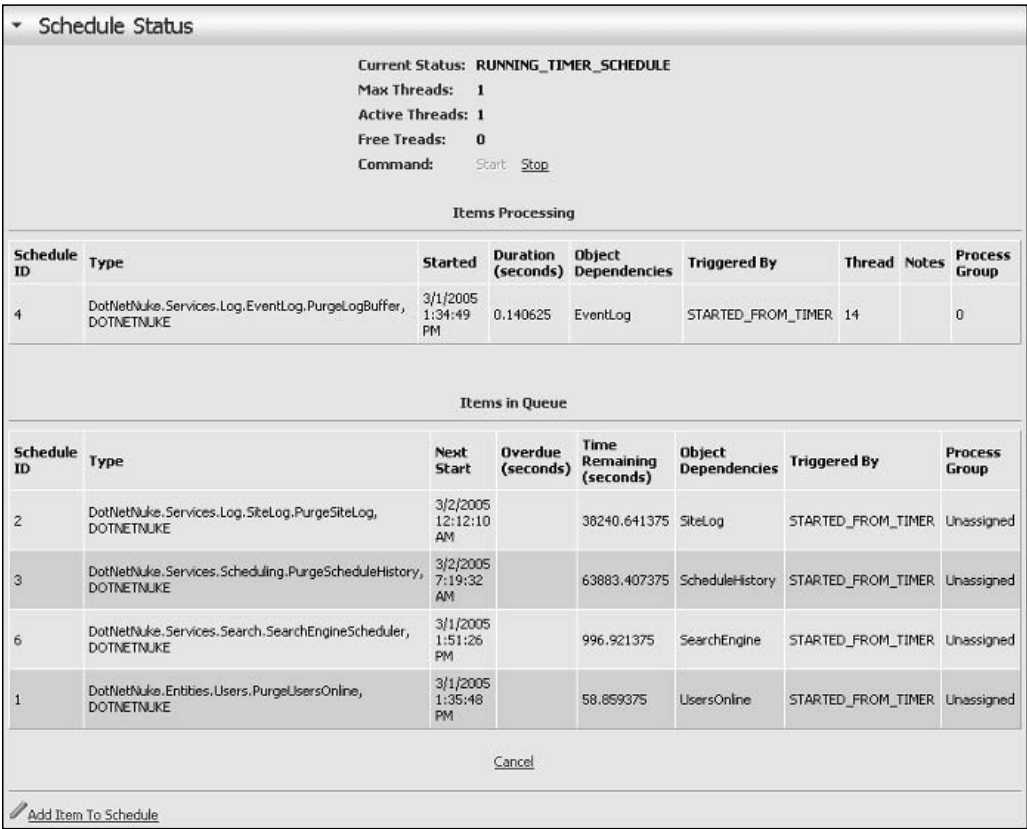 Schedule Status
Current Status: RUNNING_TIMER_SCHEDULE
Max Threads: 1
Active Threads: 1
Free Treads: 0
Command: Start Stop
Items Processing
Schedule ID Type Started Duration (seconds) Object Dependencies Triggered By Thread Notes Process Group
4 DotNetNuke.Services.Log.EventLog.PurgeLogBuffer, DOTNETNUKE 3/1/2005 1:34:49 PM 0.140625 EventLog STARTED_FROM_TIMER 14 0
Items in Queue
Schedule ID Type Next Start Overdue (seconds) Time Remaining (seconds) Object Dependencies Triggered By Process Group
2 DotNetNuke.Services.Log.SiteLog.PurgeSiteLog, DOTNETNUKE 3/2/2005 12:12:10 AM 38240.641375 SiteLog STARTED_FROM_TIMER Unassigned
3 DotNetNuke.Services.Scheduling.PurgeScheduleHistory, DOTNETNUKE 3/2/2005 7:19:32 AM 63883.407375 ScheduleHistory STARTED_FROM_TIMER Unassigned
6 DotNetNuke.Services.Search.SearchEngineScheduler, DOTNETNUKE 3/1/2005 1:51:26 PM 996.921375 SearchEngine STARTED_FROM_TIMER Unassigned
1 DotNetNuke.Entities.Users.PurgeUsersOnline, DOTNETNUKE 3/1/2005 1:35:48 PM 58.859375 UsersOnline STARTED_FROM_TIMER Unassigned
Cancel
Add Item To Schedule